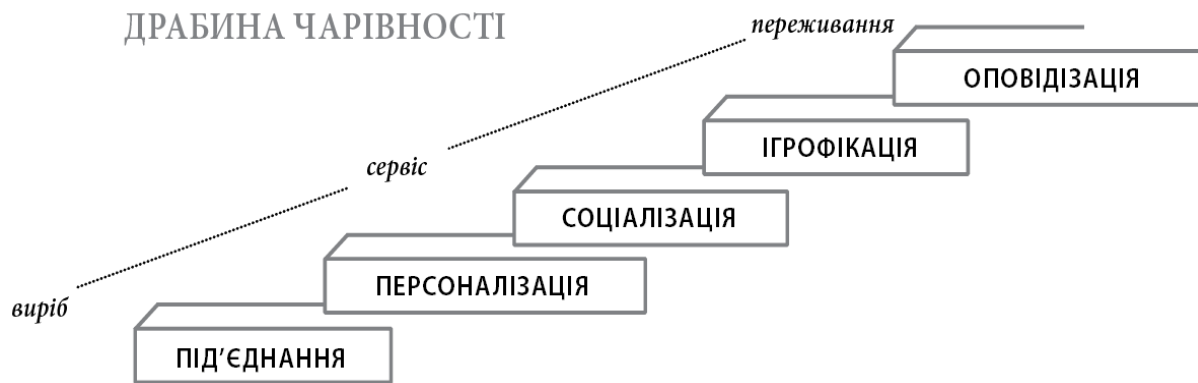 ДРАБИНА ЧАРІВНОСТІ
переживання
ОПОВІДІЗАЦІЯ
ІГРОФІКАЦІЯ
сервіс
СОЦІАЛІЗАЦІЯ
ПЕРСОНАЛІЗАЦІЯ
виріб
ПІД’ЄДНАННЯ